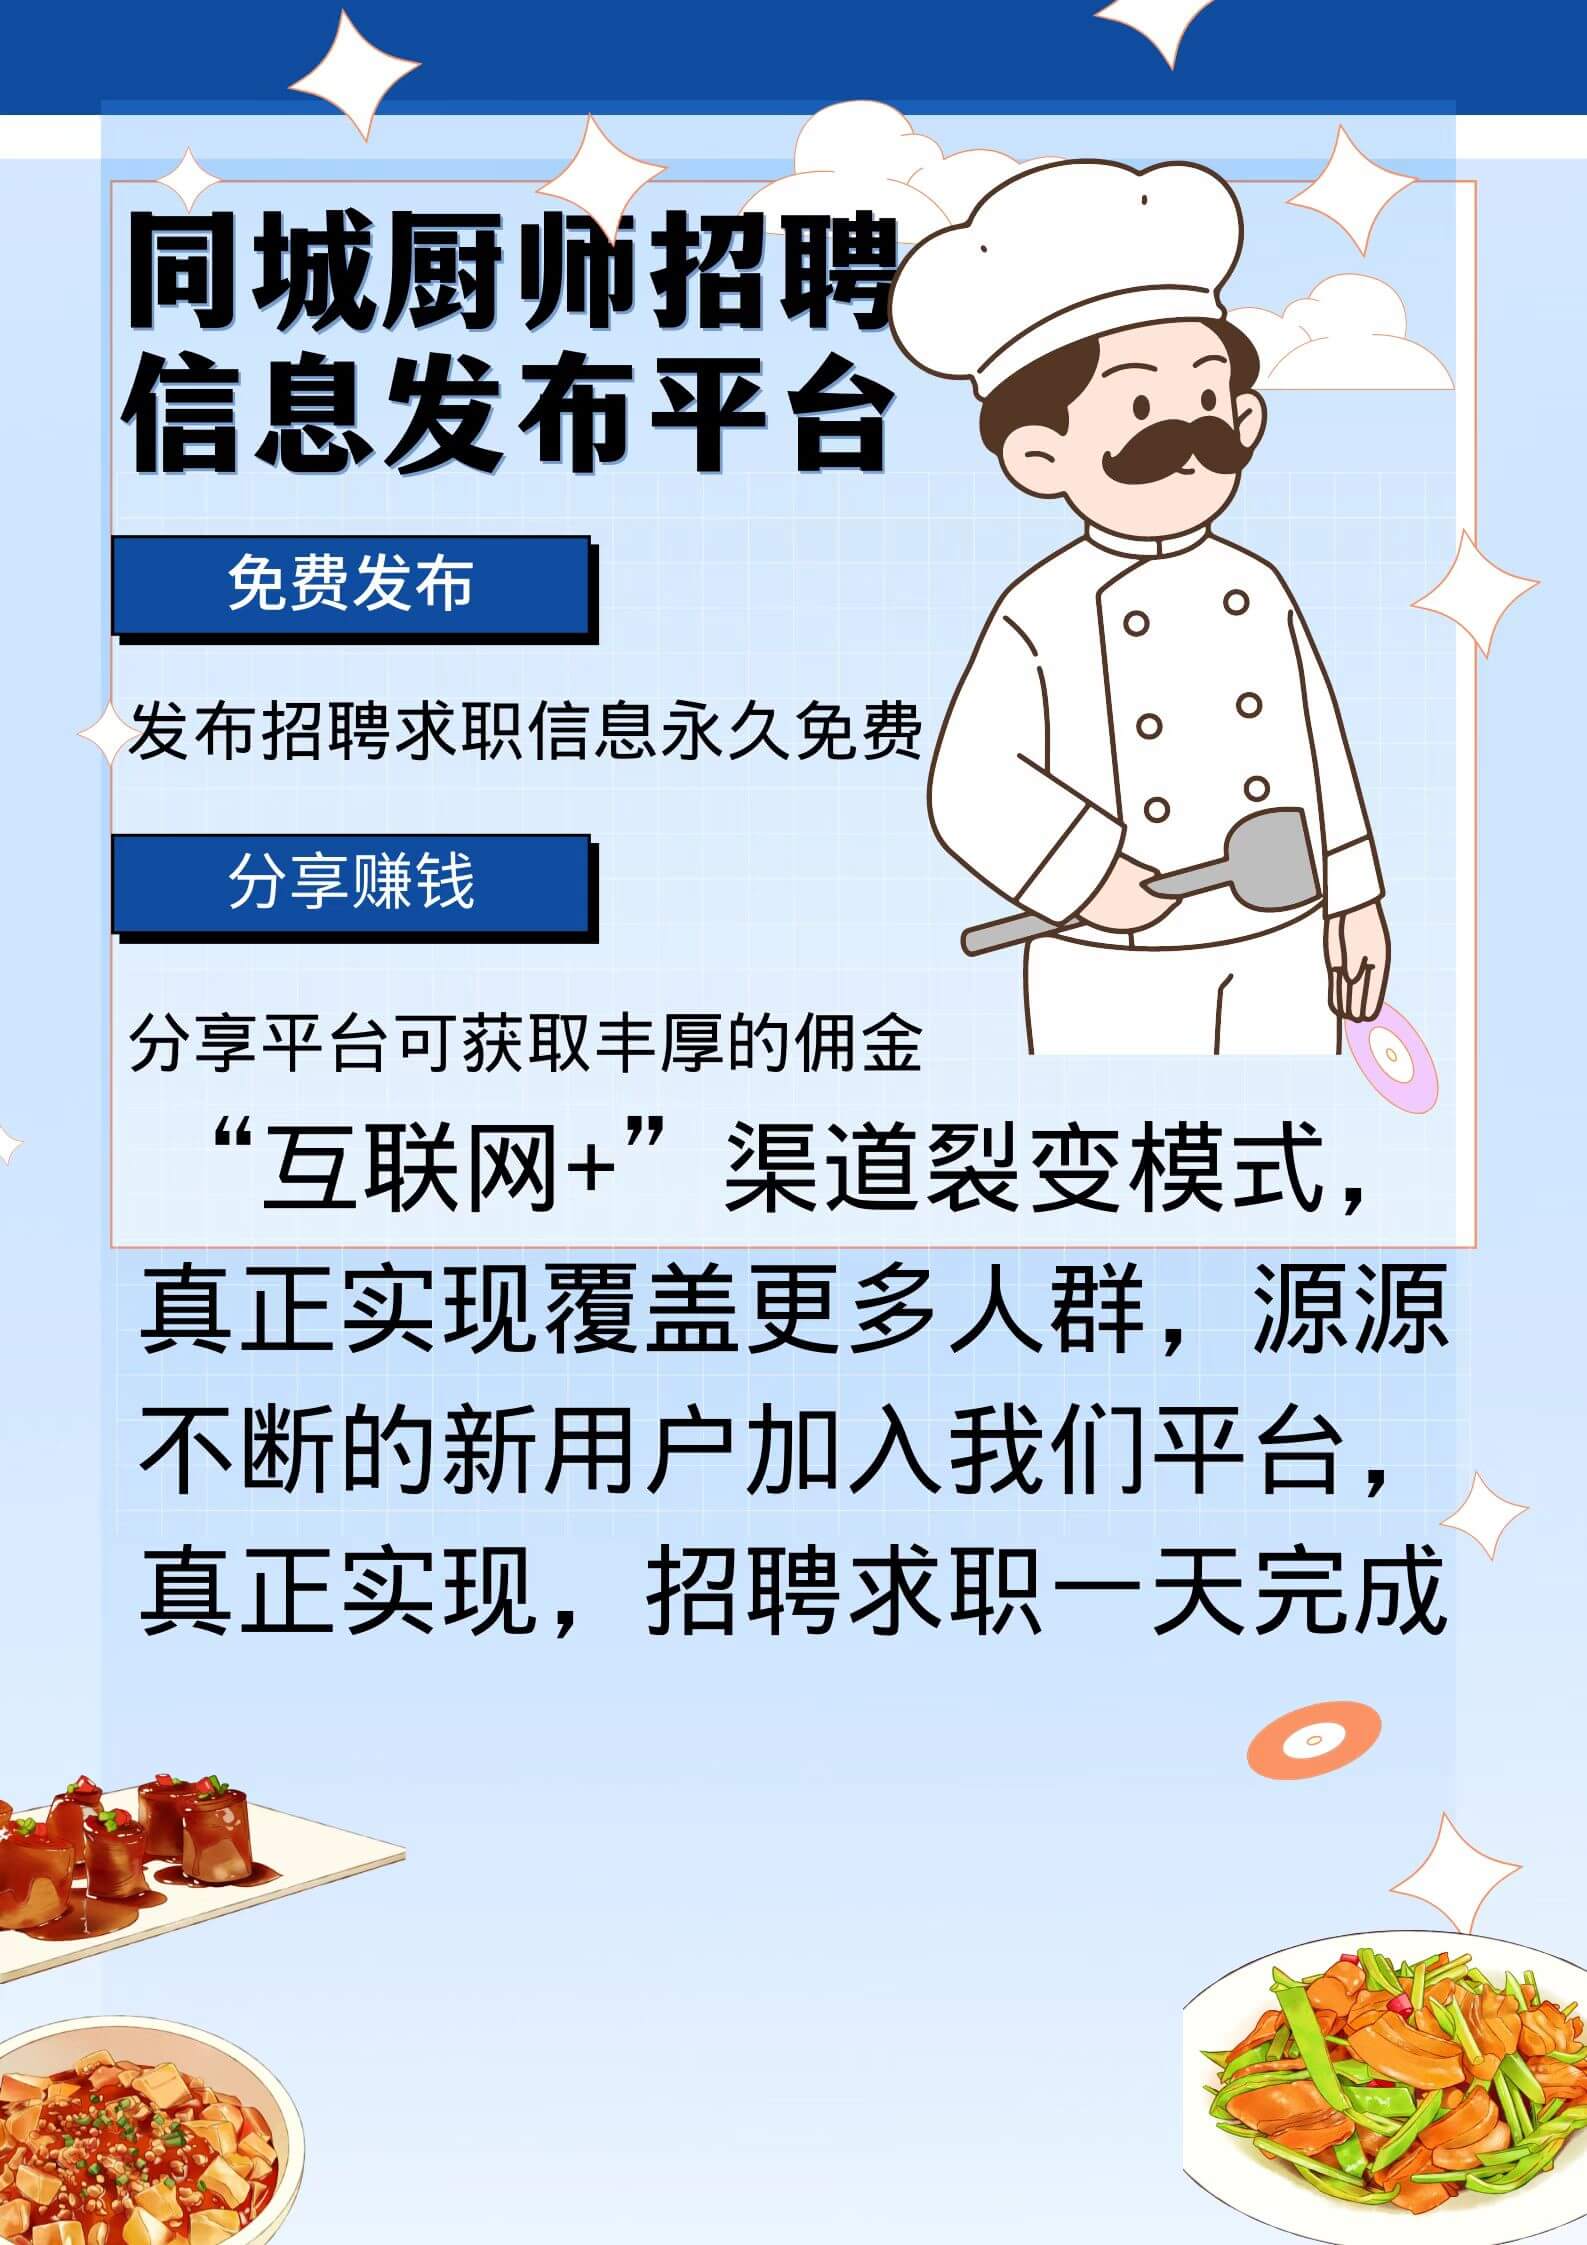 同城厨师招聘
信息发布平台
免费发布
发布招聘求职信息永久免费
分享赚钱
分享平台可获取丰厚的佣金
“互联网+”渠道裂变模式，
真正实现覆盖更多人群，源源
不断的新用户加入我们平台，
真正实现，招聘求职一天完成